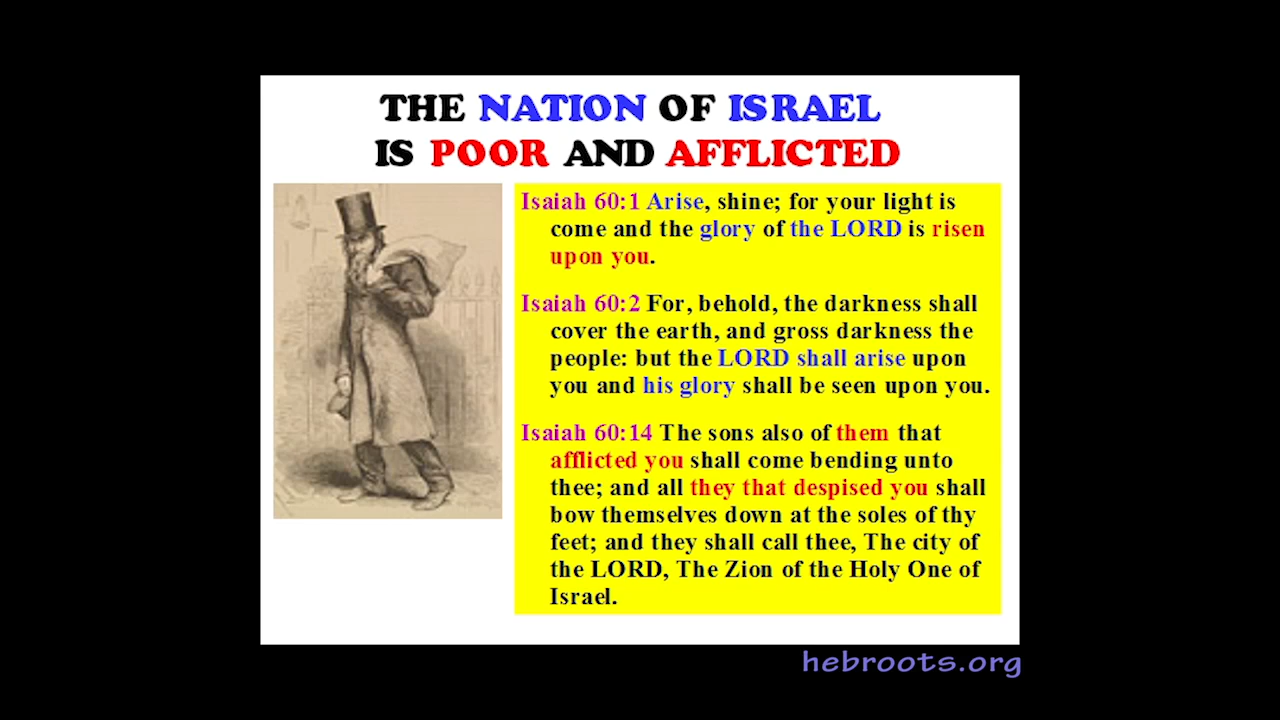 THE NATION OF ISRAEL
IS POOR AND AFFLICTED
Isaiah 60:1 Arise, shine; for your light is
come and the glory of the LORD is risen
upon you.
Isaiah 60:2 For, behold, the darkness shall
cover the earth, and gross darkness the
people: but the LORD shall arise upon
you and his glory shall be seen upon you.
Isaiah 60:14 The sons also of them that
afflicted you shall come bending unto
thee; and all they that despised you shall
bow themselves down at the soles of thy
feet; and they shall call thee, The city of
the LORD, The Zion of the Holy One of
Israel.
hebroots.org